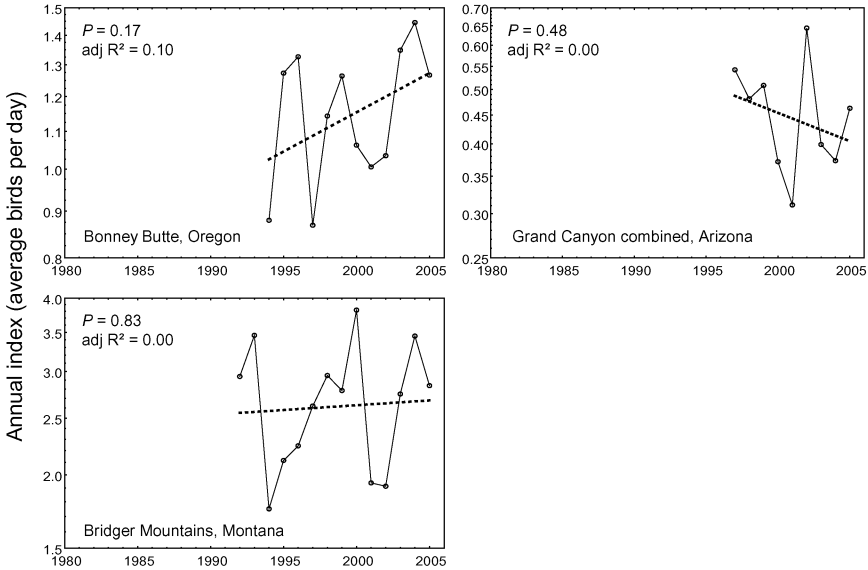 Annual index (average birds per day)
1.5
1.4
1.3
1.2
1.1
1.0
0.9
0.8
P = 0.17
adj R² = 0.10
Bonney Butte, Oregon
1980 1985 1990 1995 2000 2005
0.70
0.65
0.60
0.55
0.50
0.45
0.40
0.35
0.30
0.25
P = 0.48
adj R² = 0.00
Grand Canyon combined, Arizona
1980 1985 1990 1995 2000 2005
4.0
3.5
3.0
2.5
2.0
1.5
P = 0.83
adj R² = 0.00
Bridger Mountains, Montana
1980 1985 1990 1995 2000 2005